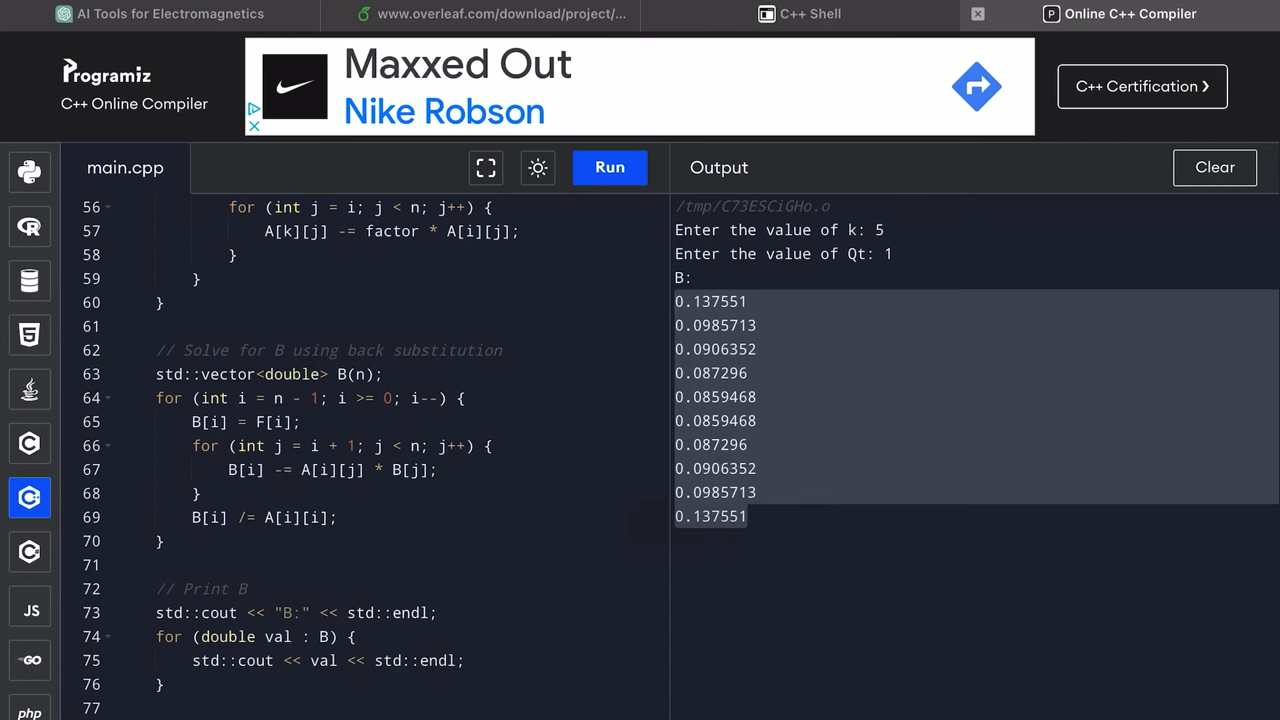 AI Tools for Electromagnetics
www.overleaf.com/download/project/...
C++ Shell
Online C++ Compiler
Programiz
C++ Online Compiler
Maxxed Out
Nike Robson
C++ Certification ❯
main.cpp
Run
Output
Clear
56 for (int j = i; j < n; j++) {
57 A[k][j] -= factor * A[i][j];
58 }
59 }
60 }
61
62 // Solve for B using back substitution
63 std::vector<double> B(n);
64 for (int i = n - 1; i >= 0; i--) {
65 B[i] = F[i];
66 for (int j = i + 1; j < n; j++) {
67 B[i] -= A[i][j] * B[j];
68 }
69 B[i] /= A[i][i];
70 }
71
72 // Print B
73 std::cout << "B:" << std::endl;
74 for (double val : B) {
75 std::cout << val << std::endl;
76 }
77
/tmp/C73ESCiGHo.o
Enter the value of k: 5
Enter the value of Qt: 1
B:
0.137551
0.0985713
0.0906352
0.087296
0.0859468
0.0859468
0.087296
0.0906352
0.0985713
0.137551
JS
GO
php